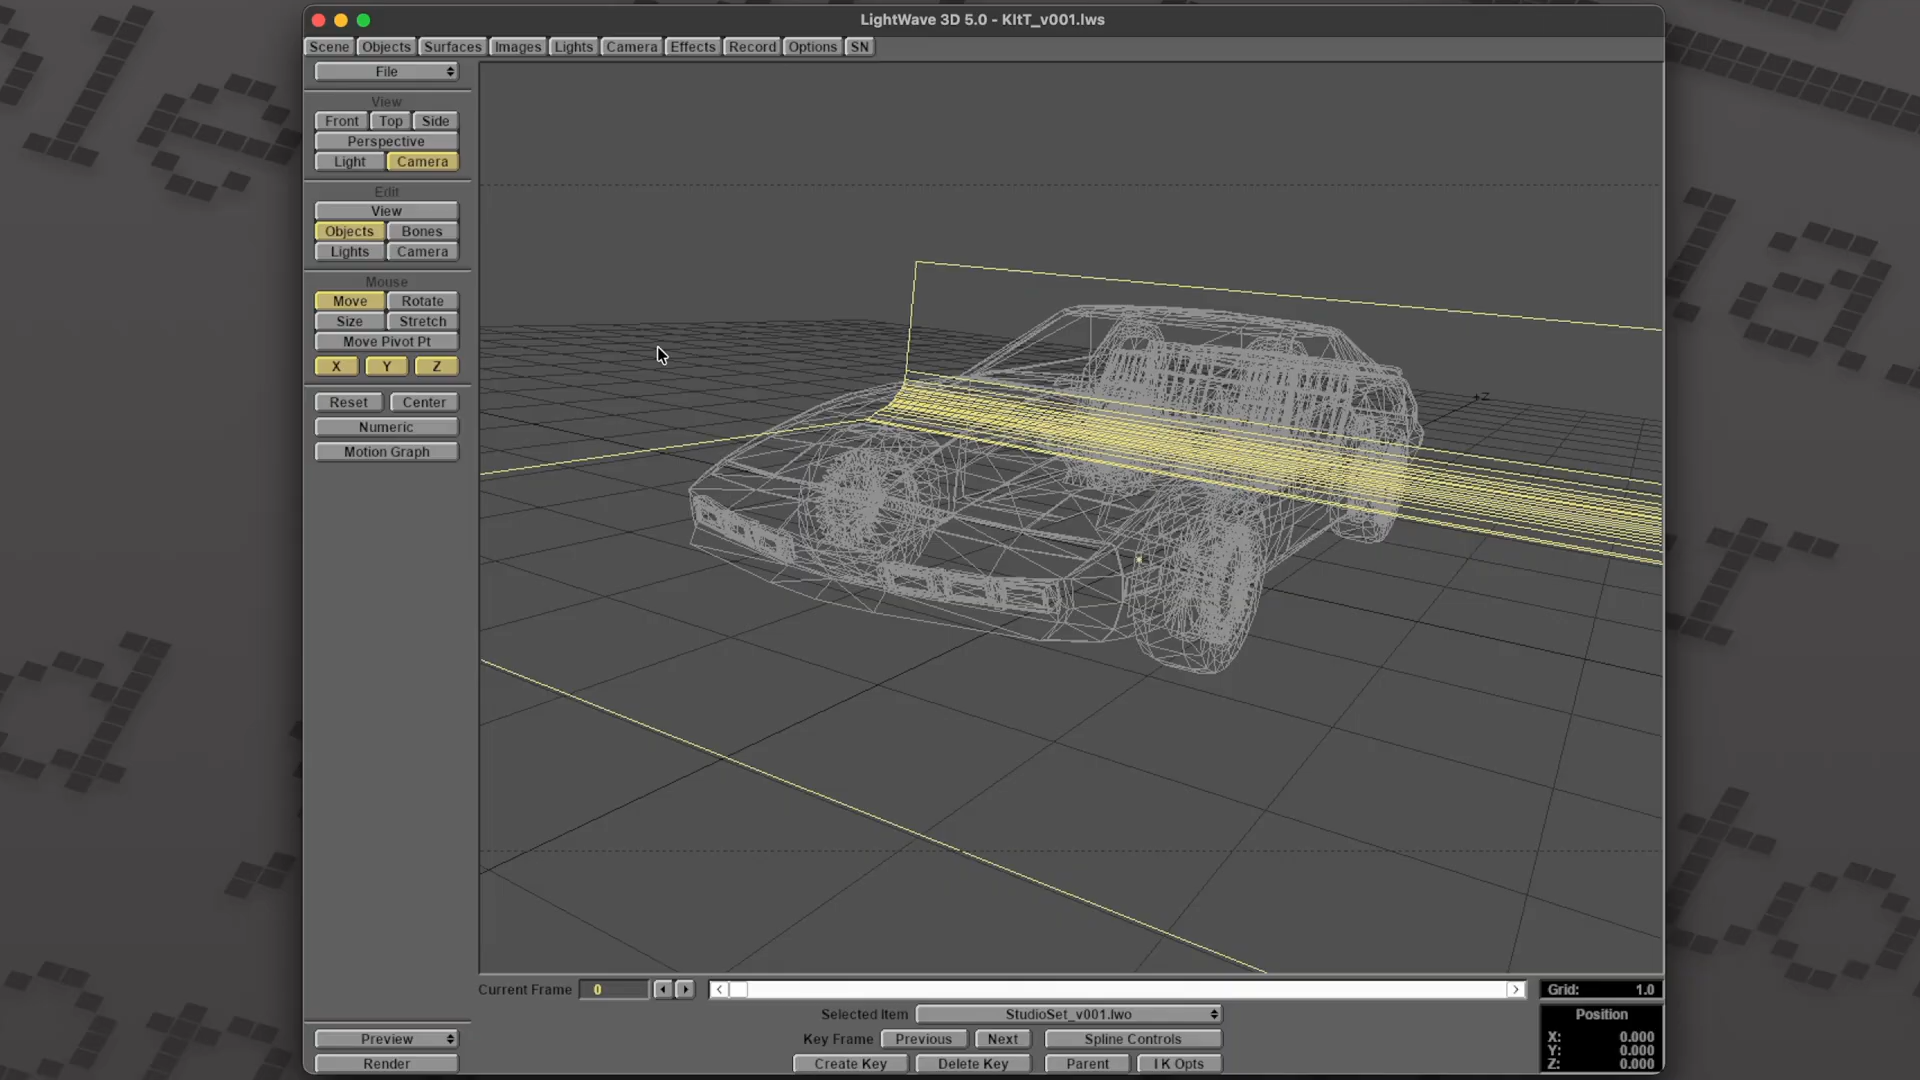 LightWave 3D 5.0 - KItT_v001.lws
Scene Objects Surfaces Images Lights Camera Effects Record Options SN
File
View
Front Top Side
Perspective
Light Camera
Edit
View
Objects Bones
Lights Camera
Mouse
Move Rotate
Size Stretch
Move Pivot Pt
X Y Z
Reset Center
Numeric
Motion Graph
+Z
Current Frame 0
Grid: 1.0
Selected Item StudioSet_v001.lwo
Position
Preview
Key Frame Previous Next Spline Controls
X: 0.000
Y: 0.000
Render
Create Key Delete Key Parent I K Opts
Z: 0.000